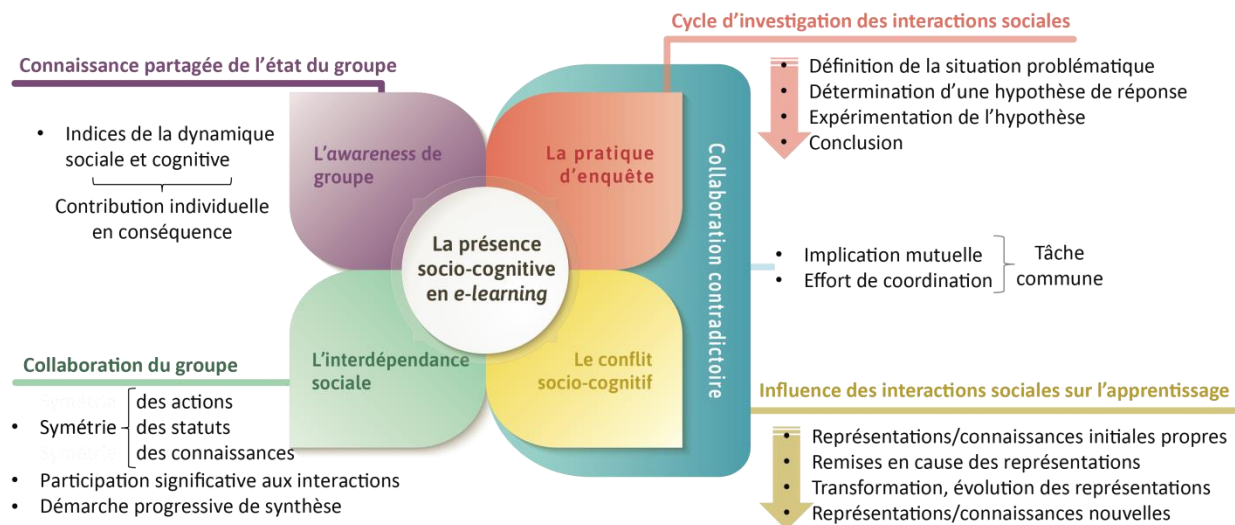 Connaissance partagée de l'état du groupe
• Indices de la dynamique
sociale et cognitive
Contribution individuelle
en conséquence
L'awareness de
groupe
Collaboration du groupe
Symétrie
des actions
• Symétrie
des statuts
Symétrie
des connaissances
• Participation significative aux interactions
• Démarche progressive de synthèse
L'interdépendance
sociale
La présence
socio-cognitive
en e-learning
Cycle d'investigation des interactions sociales
• Définition de la situation problématique
• Détermination d'une hypothèse de réponse
• Expérimentation de l'hypothèse
• Conclusion
La pratique
d'enquête
Collaboration contradictoire
• Implication mutuelle
• Effort de coordination
Tâche
commune
Le conflit
socio-cognitif
Influence des interactions sociales sur l'apprentissage
• Représentations/connaissances initiales propres
• Remises en cause des représentations
• Transformation, évolution des représentations
• Représentations/connaissances nouvelles